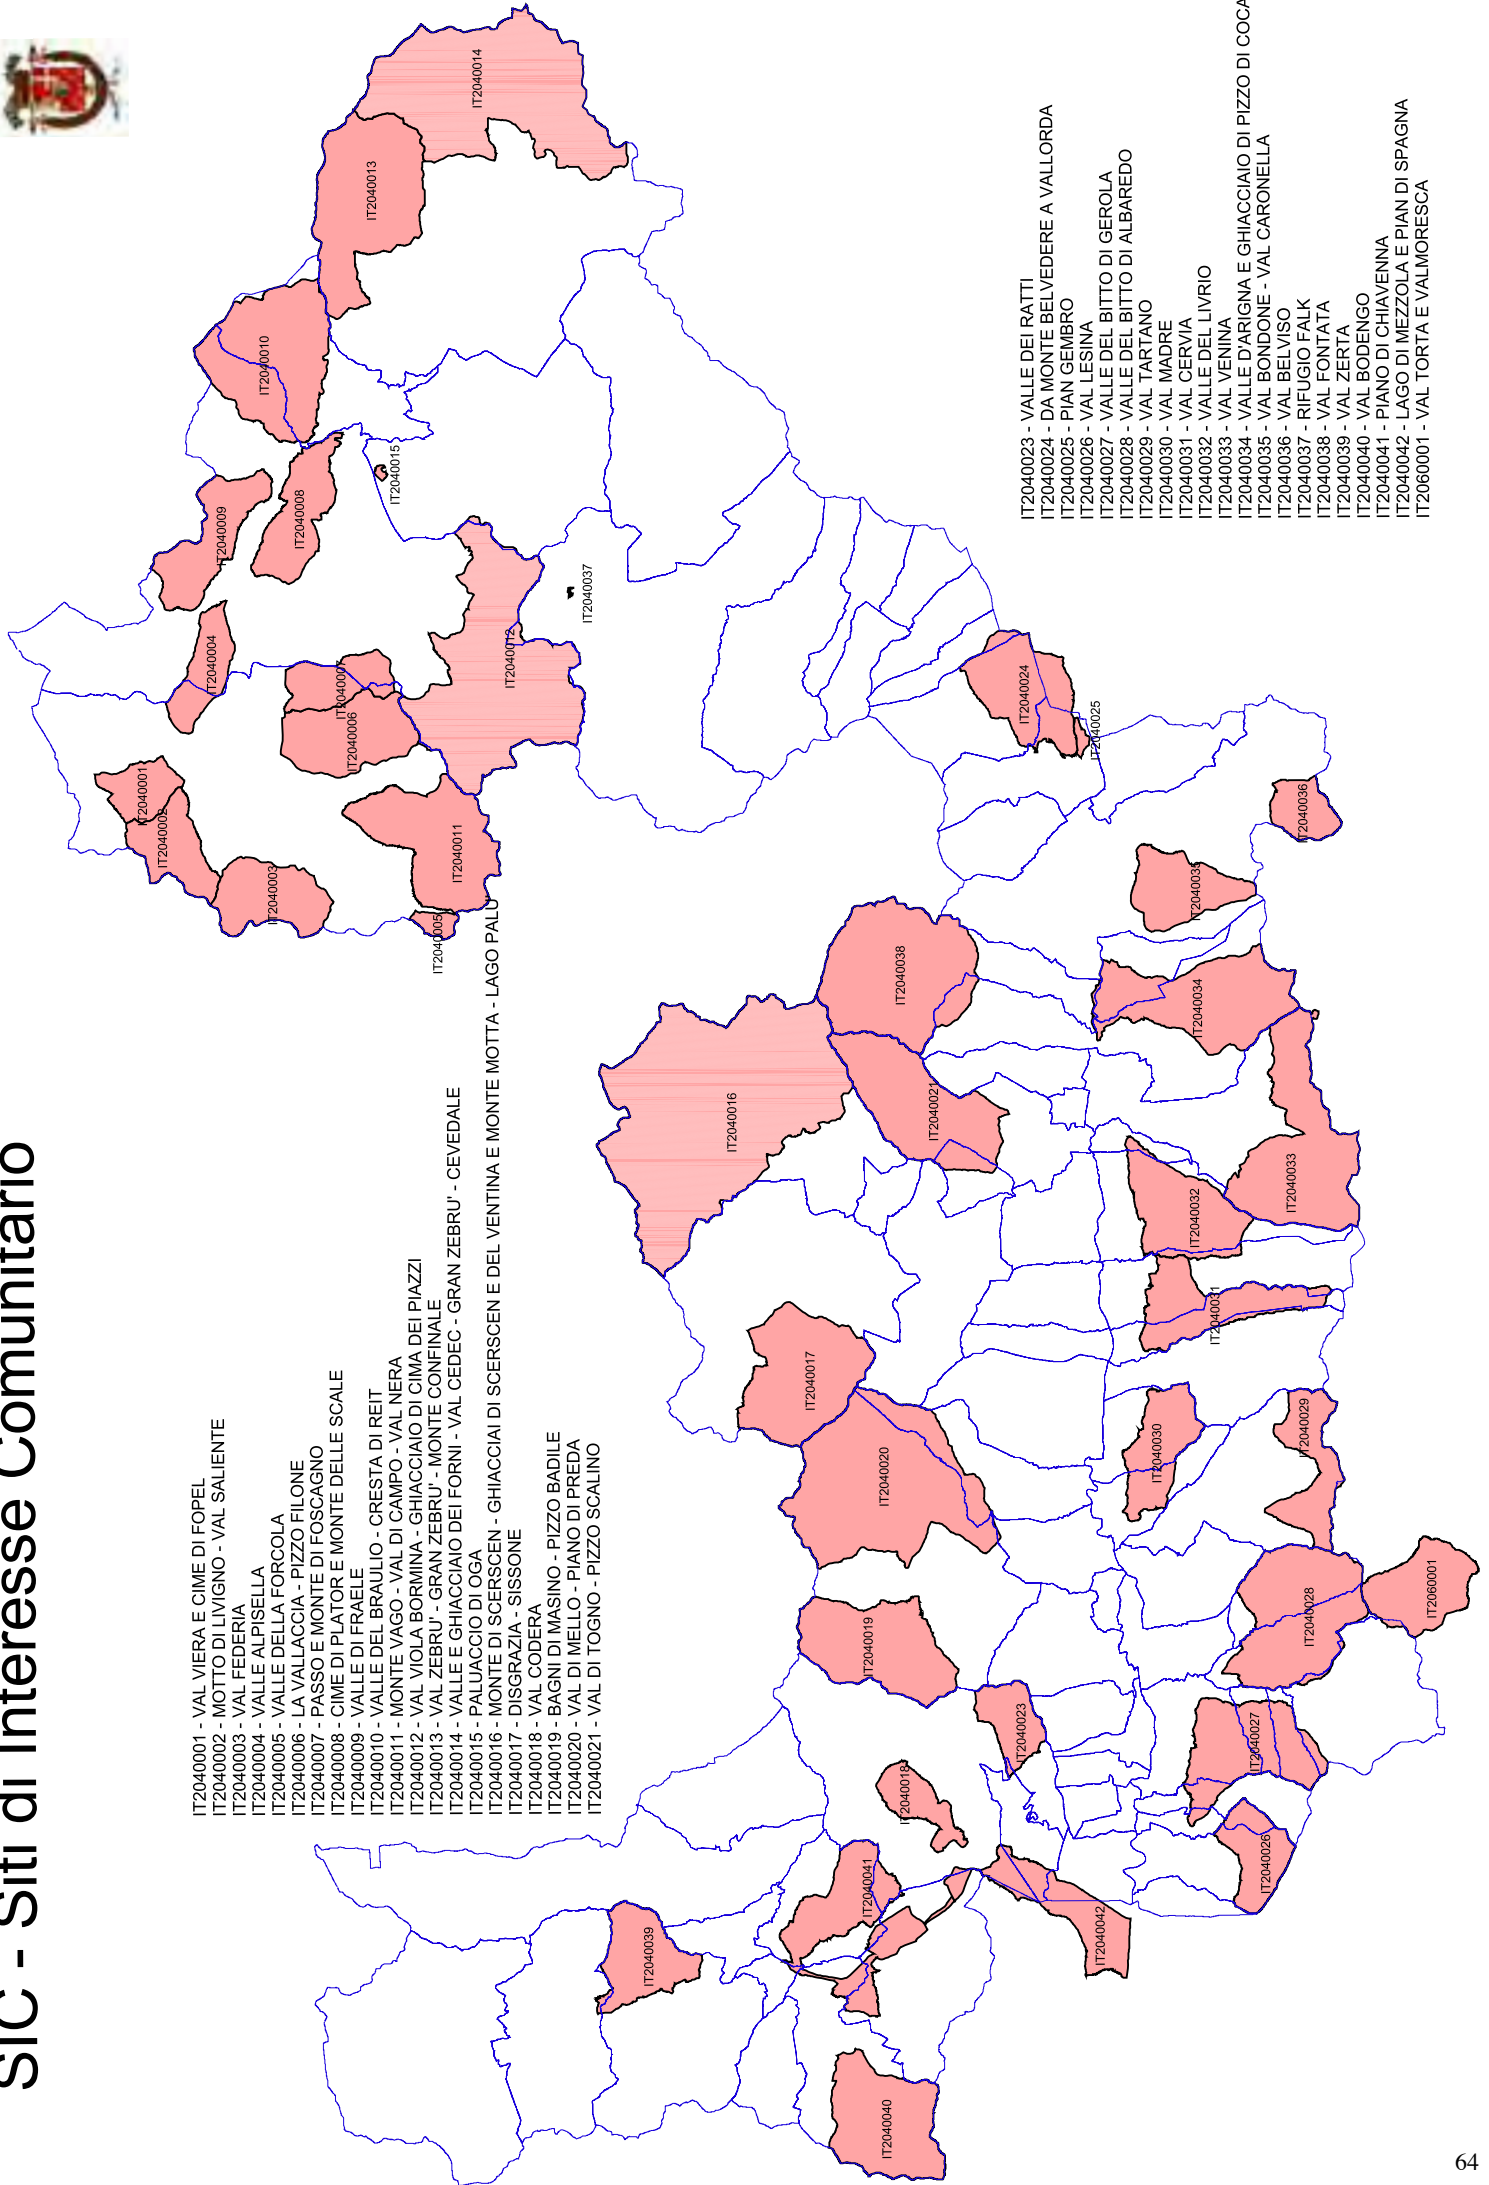 SIC - Siti di Interesse Comunitario
IT2040001 - VAL VIERA E CIME DI FOPEL
IT2040002 - MOTTO DI LIVIGNO - VAL SALIENTE
IT2040003 - VAL FEDERIA
IT2040004 - VALLE ALPISELLA
IT2040005 - VALLE DELLA FORCOLA
IT2040006 - LA VALLACCIA - PIZZO FILONE
IT2040007 - PASSO E MONTE DI FOSCAGNO
IT2040008 - CIME DI PLATOR E MONTE DELLE SCALE
IT2040009 - VALLE DI FRAELE
IT2040010 - VALLE DEL BRAULIO - CRESTA DI REIT
IT2040011 - MONTE VAGO - VAL DI CAMPO - VAL NERA
IT2040012 - VAL VIOLA BORMINA - GHIACCIAIO DI CIMA DEI PIAZZI
IT2040013 - VAL ZEBRU' - GRAN ZEBRU' - MONTE CONFINALE
IT2040014 - VALLE E GHIACCIAIO DEI FORNI - VAL CEDEC - GRAN ZEBRU' - CEVEDALE
IT2040015 - PALUACCIO DI OGA
IT2040016 - MONTE DI SCERSCEN - GHIACCIAI DI SCERSCEN E DEL VENTINA E MONTE MOTTA - LAGO PALU'
IT2040017 - DISGRAZIA - SISSONE
IT2040018 - VAL CODERA
IT2040019 - BAGNI DI MASINO - PIZZO BADILE
IT2040020 - VAL DI MELLO - PIANO DI PREDA
IT2040021 - VAL DI TOGNO - PIZZO SCALINO
IT2040023 - VALLE DEI RATTI
IT2040024 - DA MONTE BELVEDERE A VALLORDA
IT2040025 - PIAN GEMBRO
IT2040026 - VAL LESINA
IT2040027 - VALLE DEL BITTO DI GEROLA
IT2040028 - VALLE DEL BITTO DI ALBAREDO
IT2040029 - VAL TARTANO
IT2040030 - VAL MADRE
IT2040031 - VAL CERVIA
IT2040032 - VALLE DEL LIVRIO
IT2040033 - VAL VENINA
IT2040034 - VALLE D'ARIGNA E GHIACCIAIO DI PIZZO DI COCA
IT2040035 - VAL BONDONE - VAL CARONELLA
IT2040036 - VAL BELVISO
IT2040037 - RIFUGIO FALK
IT2040038 - VAL FONTATA
IT2040039 - VAL ZERTA
IT2040040 - VAL BODENGO
IT2040041 - PIANO DI CHIAVENNA
IT2040042 - LAGO DI MEZZOLA E PIAN DI SPAGNA
IT2060001 - VAL TORTA E VALMORESCA
IT2040001
IT2040002
IT2040003
IT2040004
IT2040005
IT2040006
IT2040007
IT2040008
IT2040009
IT2040010
IT2040011
IT2040012
IT2040013
IT2040014
IT2040015
IT2040037
IT2040016
IT2040017
IT2040018
IT2040019
IT2040020
IT2040021
IT2040023
IT2040024
IT2040025
IT2040026
IT2040027
IT2040028
IT2040029
IT2040030
IT2040031
IT2040032
IT2040033
IT2040034
IT2040035
IT2040036
IT2040038
IT2040039
IT2040040
IT2040041
IT2040042
IT2060001
64